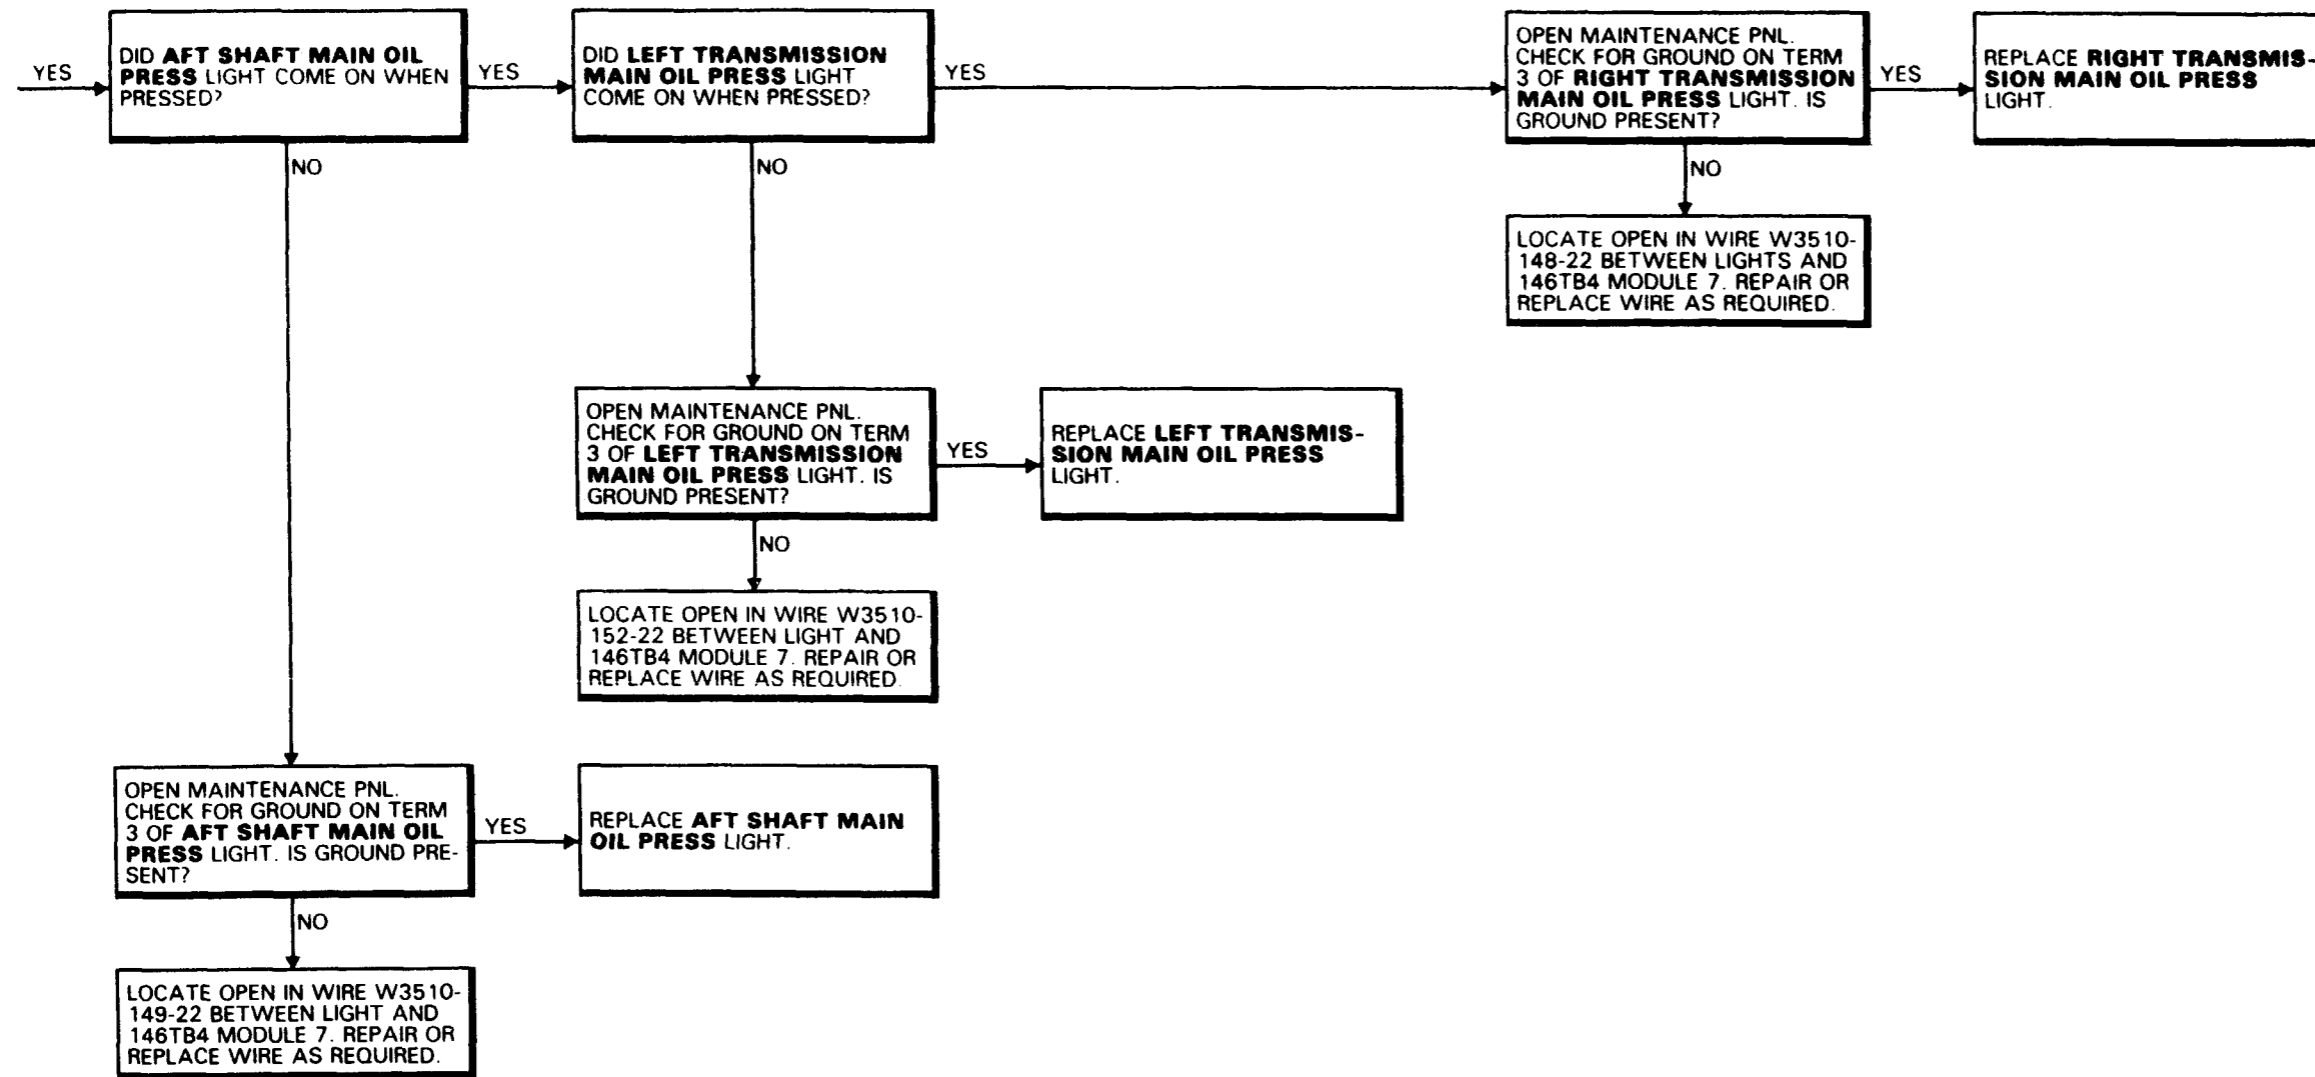 YES
DID AFT SHAFT MAIN OIL
PRESS LIGHT COME ON WHEN
PRESSED?
YES
DID LEFT TRANSMISSION
MAIN OIL PRESS LIGHT
COME ON WHEN PRESSED?
YES
OPEN MAINTENANCE PNL.
CHECK FOR GROUND ON TERM
3 OF RIGHT TRANSMISSION
MAIN OIL PRESS LIGHT. IS
GROUND PRESENT?
YES
REPLACE RIGHT TRANSMIS-
SION MAIN OIL PRESS
LIGHT.
NO
NO
NO
LOCATE OPEN IN WIRE W3510-
148-22 BETWEEN LIGHTS AND
146TB4 MODULE 7. REPAIR OR
REPLACE WIRE AS REQUIRED.
OPEN MAINTENANCE PNL.
CHECK FOR GROUND ON TERM
3 OF LEFT TRANSMISSION
MAIN OIL PRESS LIGHT. IS
GROUND PRESENT?
YES
REPLACE LEFT TRANSMIS-
SION MAIN OIL PRESS
LIGHT.
NO
LOCATE OPEN IN WIRE W3510-
152-22 BETWEEN LIGHT AND
146TB4 MODULE 7. REPAIR OR
REPLACE WIRE AS REQUIRED.
OPEN MAINTENANCE PNL.
CHECK FOR GROUND ON TERM
3 OF AFT SHAFT MAIN OIL
PRESS LIGHT. IS GROUND PRE-
SENT?
YES
REPLACE AFT SHAFT MAIN
OIL PRESS LIGHT.
NO
LOCATE OPEN IN WIRE W3510-
149-22 BETWEEN LIGHT AND
146TB4 MODULE 7. REPAIR OR
REPLACE WIRE AS REQUIRED.